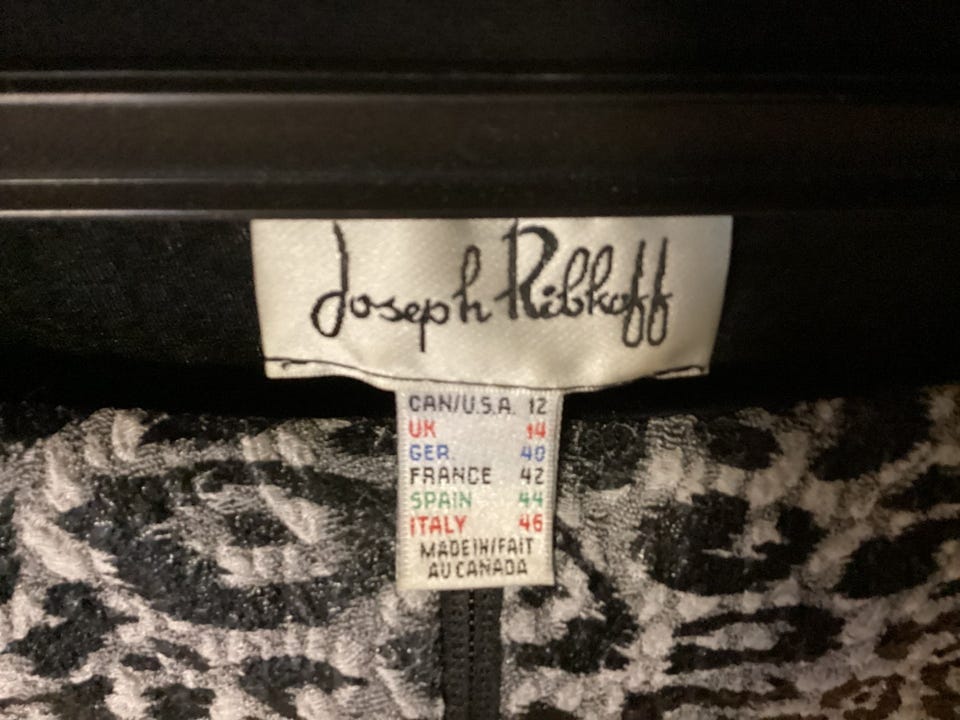 Joseph Ribkoff
CAN/U.S.A. 12
UK 14
GER. 40
FRANCE 42
SPAIN 44
ITALY 46
MADE IN/FAIT
AU CANADA